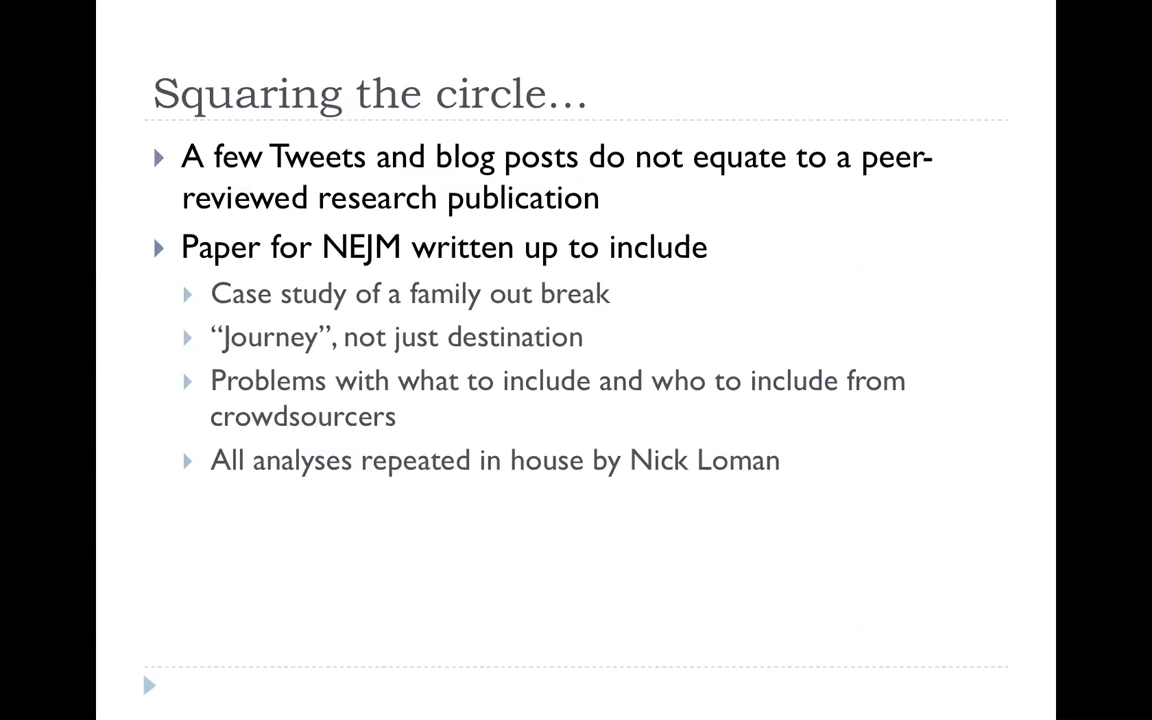 Squaring the circle…
A few Tweets and blog posts do not equate to a peer-
reviewed research publication
Paper for NEJM written up to include
Case study of a family out break
“Journey”, not just destination
Problems with what to include and who to include from
crowdsourcers
All analyses repeated in house by Nick Loman